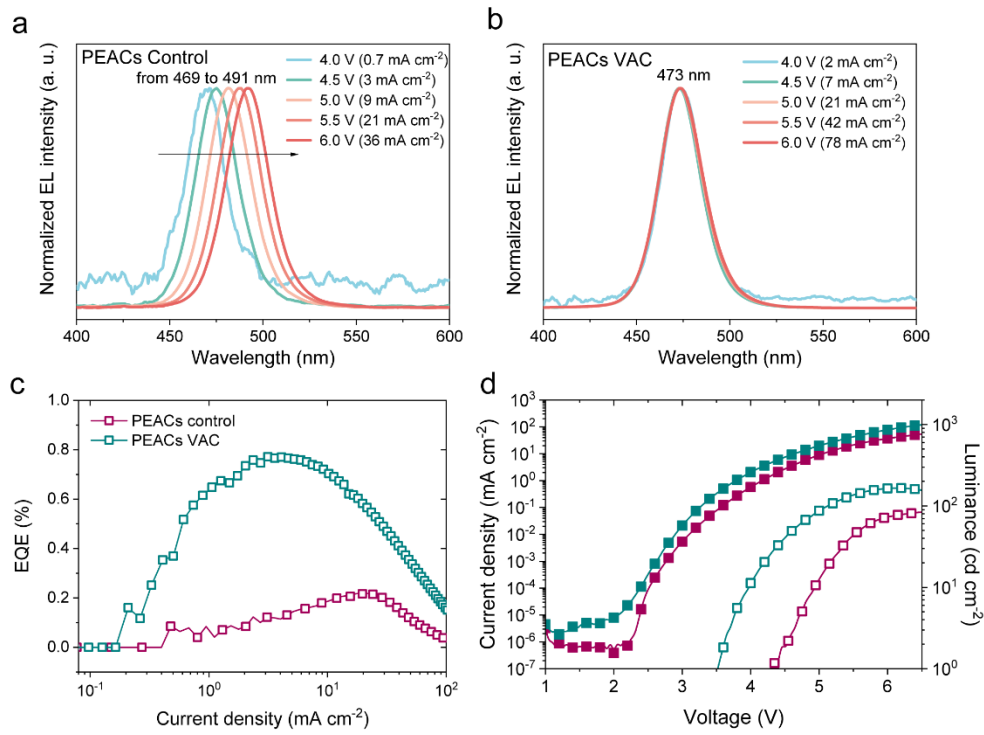 a
PEACs Control
from 469 to 491 nm
4.0 V (0.7 mA cm⁻²)
4.5 V (3 mA cm⁻²)
5.0 V (9 mA cm⁻²)
5.5 V (21 mA cm⁻²)
6.0 V (36 mA cm⁻²)
Normalized EL intensity (a. u.)
400 450 500 550 600
Wavelength (nm)
b
PEACs VAC
473 nm
4.0 V (2 mA cm⁻²)
4.5 V (7 mA cm⁻²)
5.0 V (21 mA cm⁻²)
5.5 V (42 mA cm⁻²)
6.0 V (78 mA cm⁻²)
Normalized EL intensity (a. u.)
400 450 500 550 600
Wavelength (nm)
c
PEACs control
PEACs VAC
EQE (%)
1.0
0.8
0.6
0.4
0.2
0.0
10⁻¹ 10⁰ 10¹ 10²
Current density (mA cm⁻²)
d
Current density (mA cm⁻²)
10³
10²
10¹
10⁰
10⁻¹
10⁻²
10⁻³
10⁻⁴
10⁻⁵
10⁻⁶
10⁻⁷
1 2 3 4 5 6
Voltage (V)
10³
10²
10¹
10⁰
Luminance (cd cm⁻²)